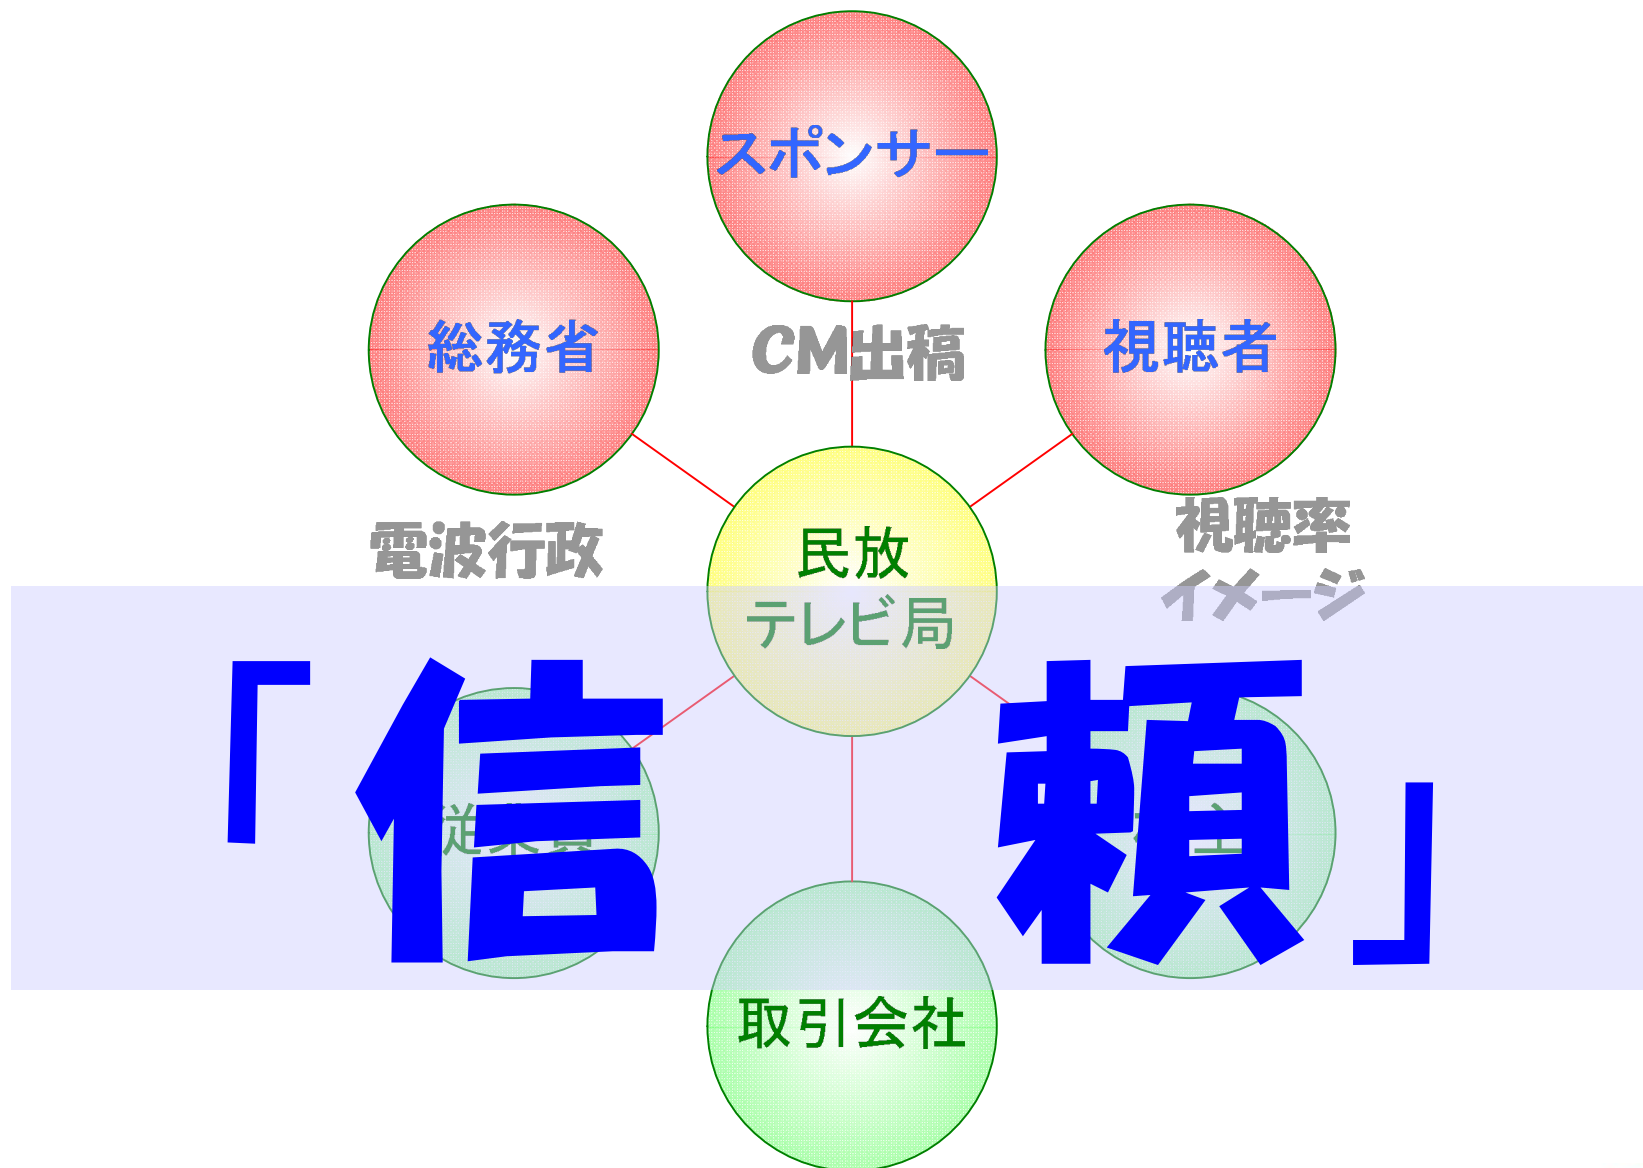 スポンサー
総務省
CM出稿
視聴者
電波行政
民放
テレビ局
視聴率
イメージ
「信 頼」
取引会社